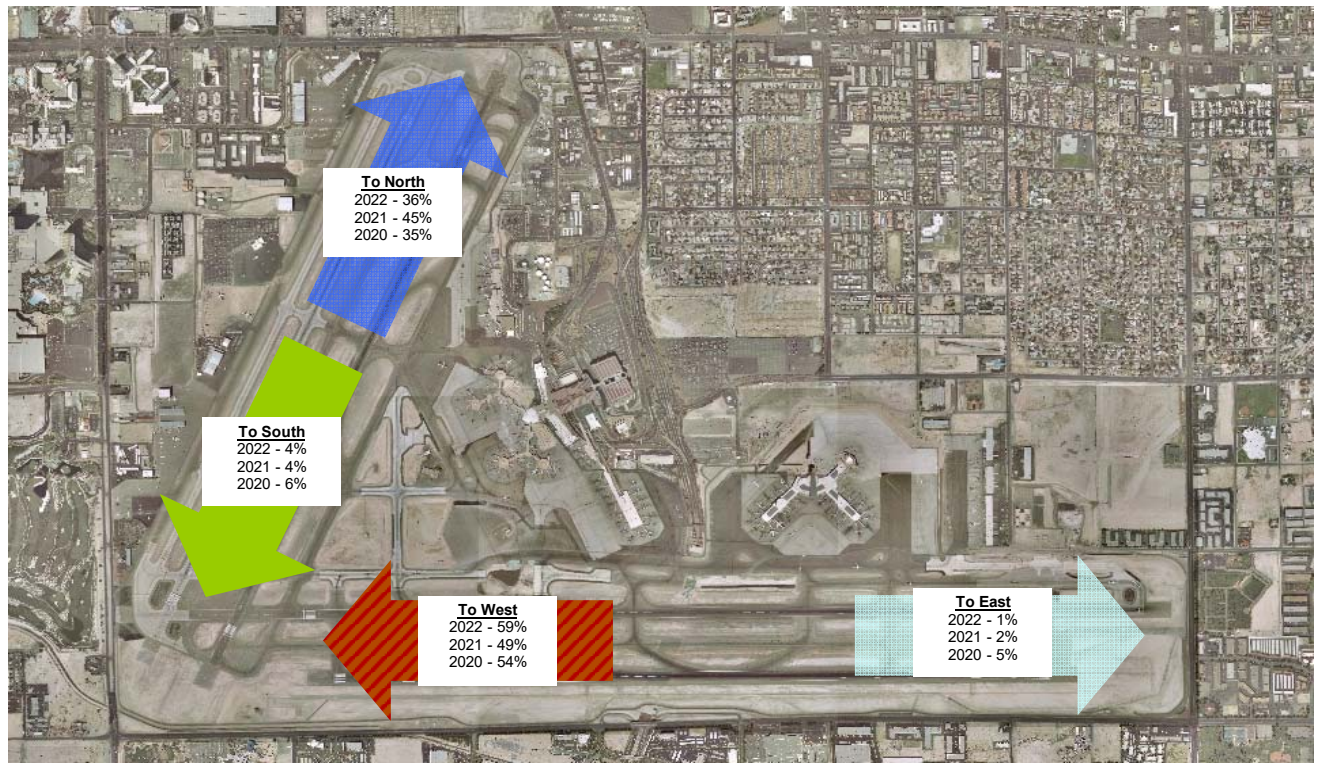 To North
2022 - 36%
2021 - 45%
2020 - 35%
To South
2022 - 4%
2021 - 4%
2020 - 6%
To West
2022 - 59%
2021 - 49%
2020 - 54%
To East
2022 - 1%
2021 - 2%
2020 - 5%